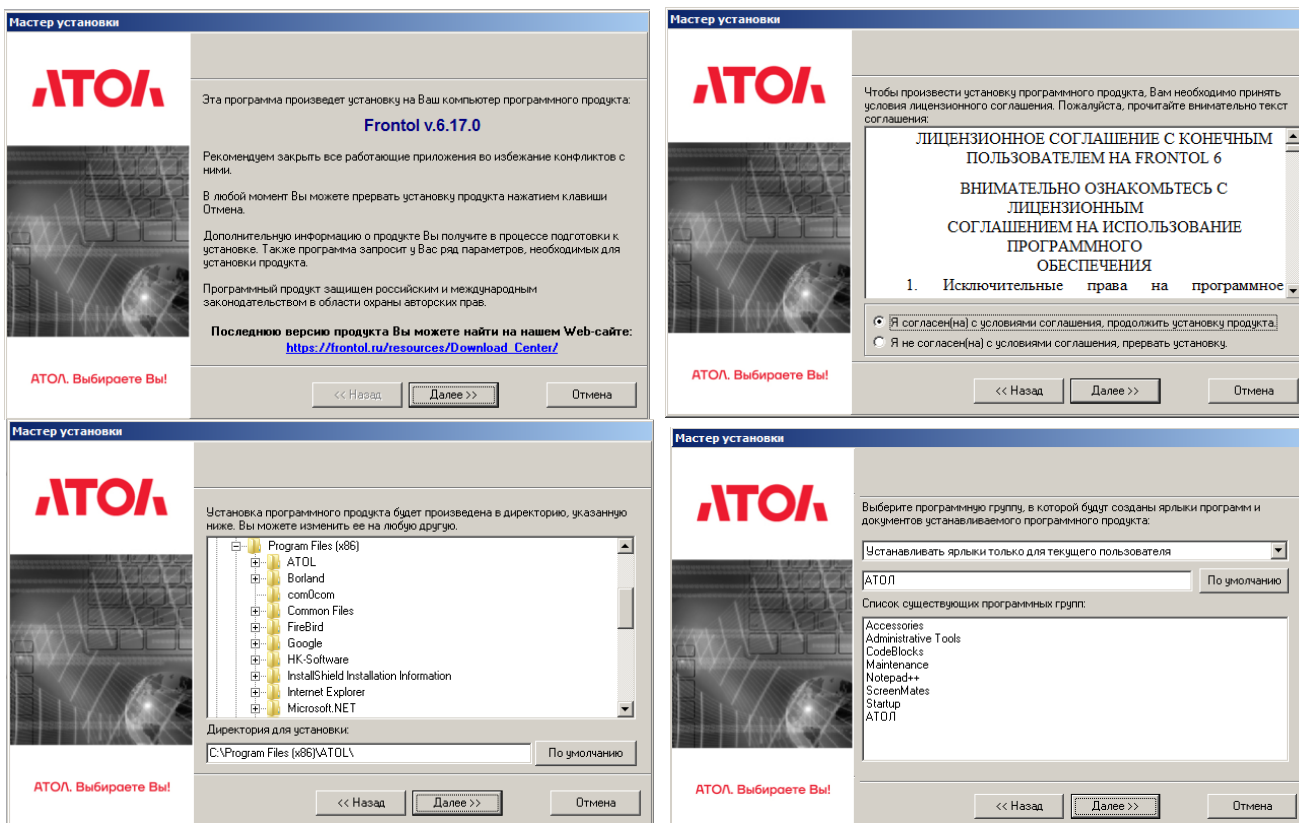 Мастер установки
АТОЛ
Эта программа произведет установку на Ваш компьютер программного продукта:
Frontol v.6.17.0
Рекомендуем закрыть все работающие приложения во избежание конфликтов с
ними.
В любой момент Вы можете прервать установку продукта нажатием клавиши
Отмена.
Дополнительную информацию о продукте Вы получите в процессе подготовки к
установке. Также программа запросит у Вас ряд параметров, необходимых для
установки продукта.
Программный продукт защищен российским и международным
законодательством в области охраны авторских прав.
Последнюю версию продукта Вы можете найти на нашем Web-сайте:
https://frontol.ru/resources/Download_Center/
АТОЛ. Выбираете Вы!
<< Назад
Далее >>
Отмена
Мастер установки
АТОЛ
Чтобы произвести установку программного продукта, Вам необходимо принять
условия лицензионного соглашения. Пожалуйста, прочитайте внимательно текст
соглашения:
ЛИЦЕНЗИОННОЕ СОГЛАШЕНИЕ С КОНЕЧНЫМ
ПОЛЬЗОВАТЕЛЕМ НА FRONTOL 6
ВНИМАТЕЛЬНО ОЗНАКОМЬТЕСЬ С
ЛИЦЕНЗИОННЫМ
СОГЛАШЕНИЕМ НА ИСПОЛЬЗОВАНИЕ
ПРОГРАММНОГО
ОБЕСПЕЧЕНИЯ
1. Исключительные права на программное
Я согласен(на) с условиями соглашения, продолжить установку продукта.
Я не согласен(на) с условиями соглашения, прервать установку.
АТОЛ. Выбираете Вы!
<< Назад
Далее >>
Отмена
Мастер установки
АТОЛ
Установка программного продукта будет произведена в директорию, указанную
ниже. Вы можете изменить ее на любую другую.
Program Files (x86)
ATOL
Borland
com0com
Common Files
FireBird
Google
HK-Software
InstallShield Installation Information
Internet Explorer
Microsoft.NET
Директория для установки:
C:\Program Files (x86)\ATOL\
По умолчанию
АТОЛ. Выбираете Вы!
<< Назад
Далее >>
Отмена
Мастер установки
АТОЛ
Выберите программную группу, в которой будут созданы ярлыки программ и
документов устанавливаемого программного продукта:
Устанавливать ярлыки только для текущего пользователя
АТОЛ
По умолчанию
Список существующих программных групп:
Accessories
Administrative Tools
CodeBlocks
Maintenance
Notepad++
ScreenMates
Startup
АТОЛ
АТОЛ. Выбираете Вы!
<< Назад
Далее >>
Отмена